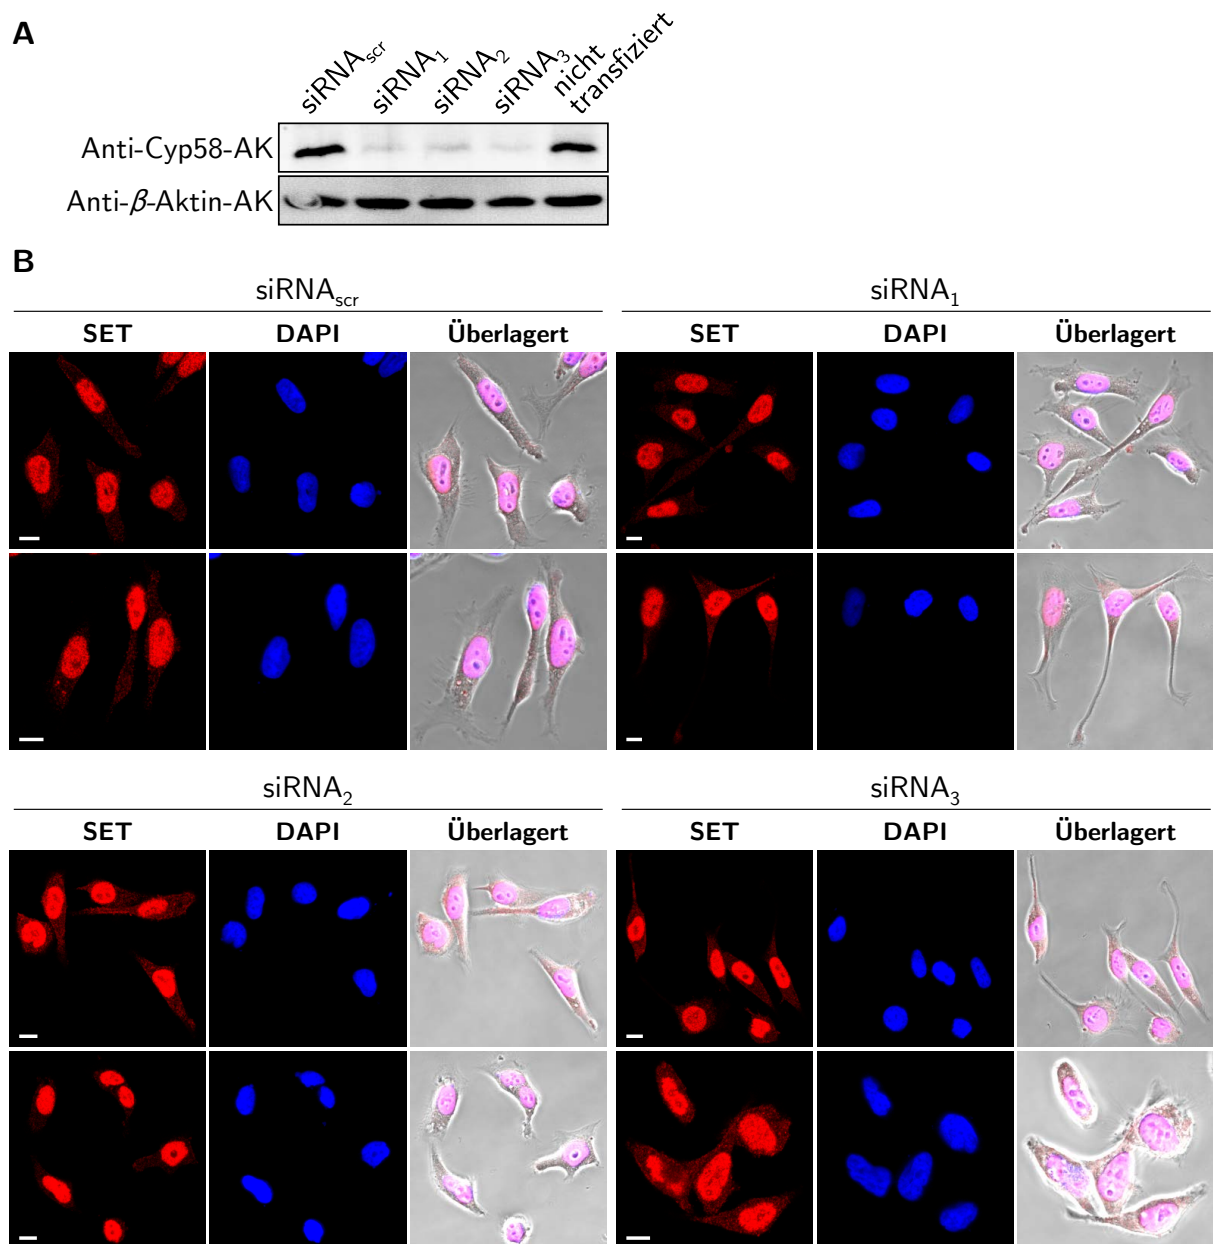 A
siRNAscr siRNA1 siRNA2 siRNA3 nicht transfiziert
Anti-Cyp58-AK
Anti-β-Aktin-AK
B
siRNAscr siRNA1
SET DAPI Überlagert SET DAPI Überlagert
siRNA2 siRNA3
SET DAPI Überlagert SET DAPI Überlagert